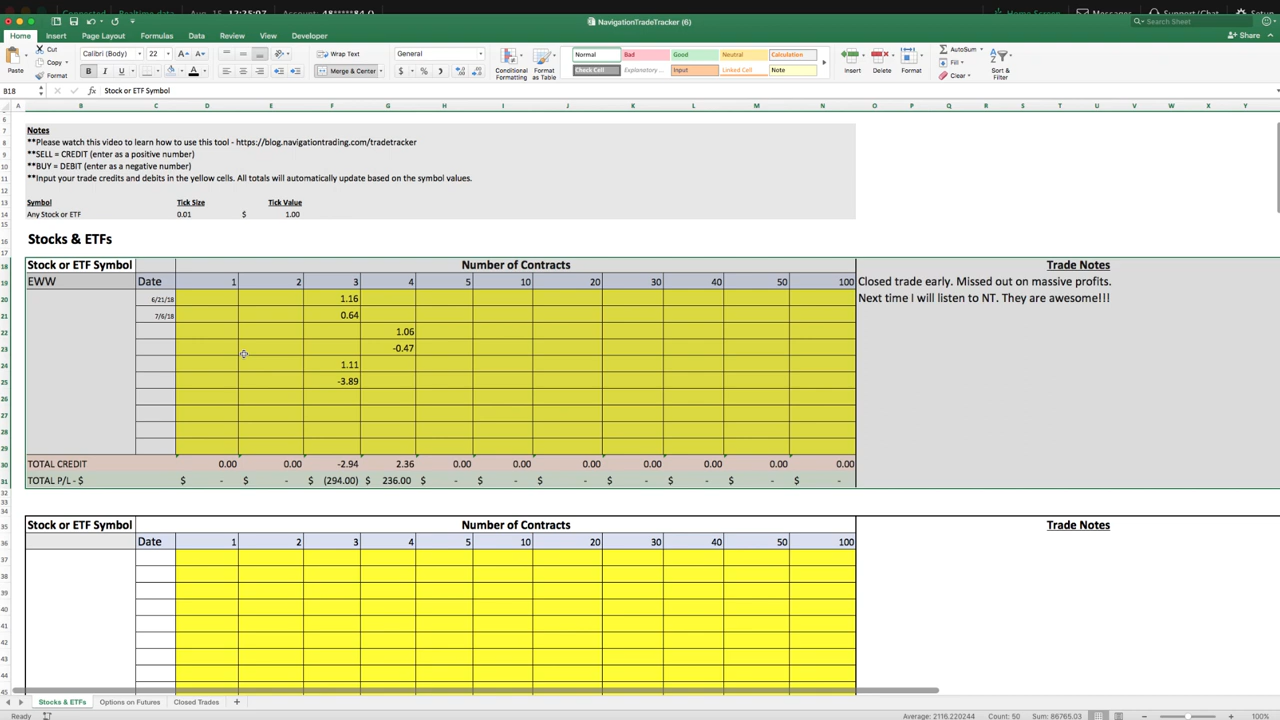 NavigationTradeTracker (6)
Search Sheet
Home Insert Page Layout Formulas Data Review View Developer
Share
Paste
Cut
Copy
Format
Calibri (Body) 22
B I U
Wrap Text
Merge & Center
General
$ %
Conditional Formatting
Format as Table
Normal Bad Good Neutral Calculation
Check Cell Explanatory ... Input Linked Cell Note
Insert Delete Format
AutoSum
Fill
Clear
Sort & Filter
B18 fx Stock or ETF Symbol
A B C D E F G H I J K L M N O P Q R S T U V W X Y
Notes
**Please watch this video to learn how to use this tool - https://blog.navigationtrading.com/tradetracker
**SELL = CREDIT (enter as a positive number)
**BUY = DEBIT (enter as a negative number)
**Input your trade credits and debits in the yellow cells. All totals will automatically update based on the symbol values.
Symbol Tick Size Tick Value
Any Stock or ETF 0.01 $ 1.00
Stocks & ETFs
Stock or ETF Symbol Number of Contracts Trade Notes
EWW Date 1 2 3 4 5 10 20 30 40 50 100 Closed trade early. Missed out on massive profits.
6/21/18 1.16 Next time I will listen to NT. They are awesome!!!
7/6/18 0.64
1.06
-0.47
1.11
-3.89
TOTAL CREDIT 0.00 0.00 -2.94 2.36 0.00 0.00 0.00 0.00 0.00 0.00 0.00
TOTAL P/L - $ $ - $ - $ (294.00) $ 236.00 $ - $ - $ - $ - $ - $ - $ -
Stock or ETF Symbol Number of Contracts Trade Notes
Date 1 2 3 4 5 10 20 30 40 50 100
Stocks & ETFs Options on Futures Closed Trades +
Ready Average: 2116.220244 Count: 50 Sum: 86765.03 100%